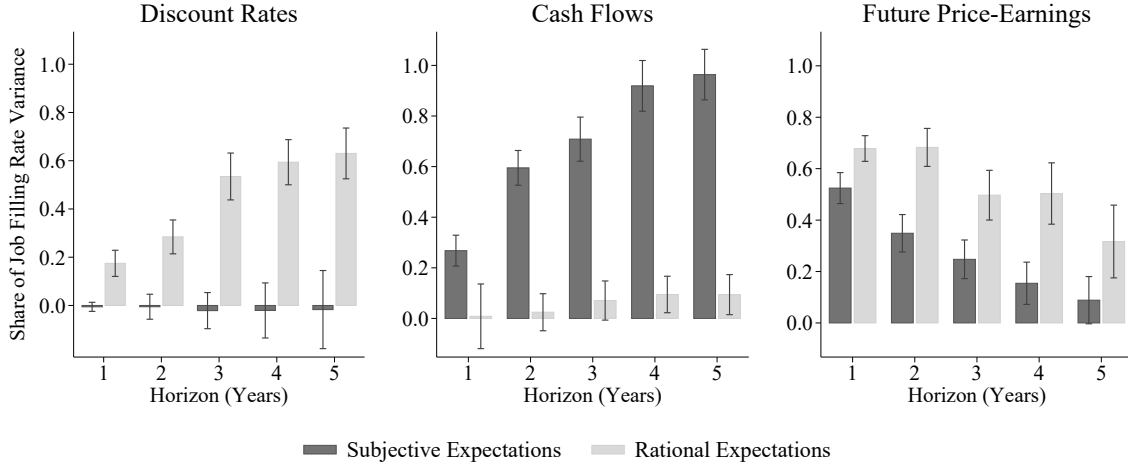 Discount Rates
Cash Flows
Future Price-Earnings
Share of Job Filling Rate Variance
1.0
0.8
0.6
0.4
0.2
0.0
1 2 3 4 5
Horizon (Years)
1.0
0.8
0.6
0.4
0.2
0.0
1 2 3 4 5
Horizon (Years)
1.0
0.8
0.6
0.4
0.2
0.0
1 2 3 4 5
Horizon (Years)
Subjective Expectations
Rational Expectations